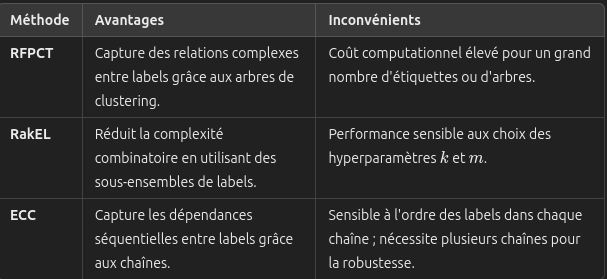 Méthode Avantages Inconvénients
RFPCT Capture des relations complexes Coût computationnel élevé pour un grand
entre labels grâce aux arbres de nombre d'étiquettes ou d'arbres.
clustering.
RakEL Réduit la complexité Performance sensible aux choix des
combinatoire en utilisant des hyperparamètres k et m.
sous-ensembles de labels.
ECC Capture les dépendances Sensible à l'ordre des labels dans chaque
séquentielles entre labels grâce chaîne ; nécessite plusieurs chaînes pour
aux chaînes. la robustesse.